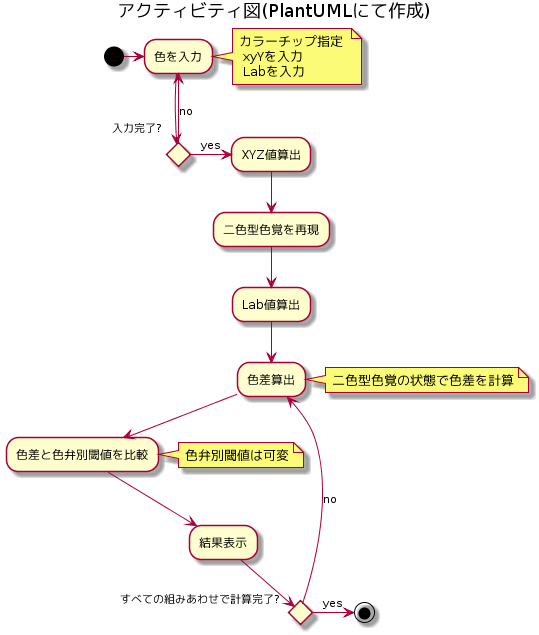 アクティビティ図(PlantUMLにて作成)
色を入力
カラーチップ指定
xyYを入力
Labを入力
no
入力完了?
yes
XYZ値算出
二色型色覚を再現
Lab値算出
色差算出
二色型色覚の状態で色差を計算
色差と色弁別閾値を比較
色弁別閾値は可変
no
結果表示
すべての組みあわせで計算完了?
yes